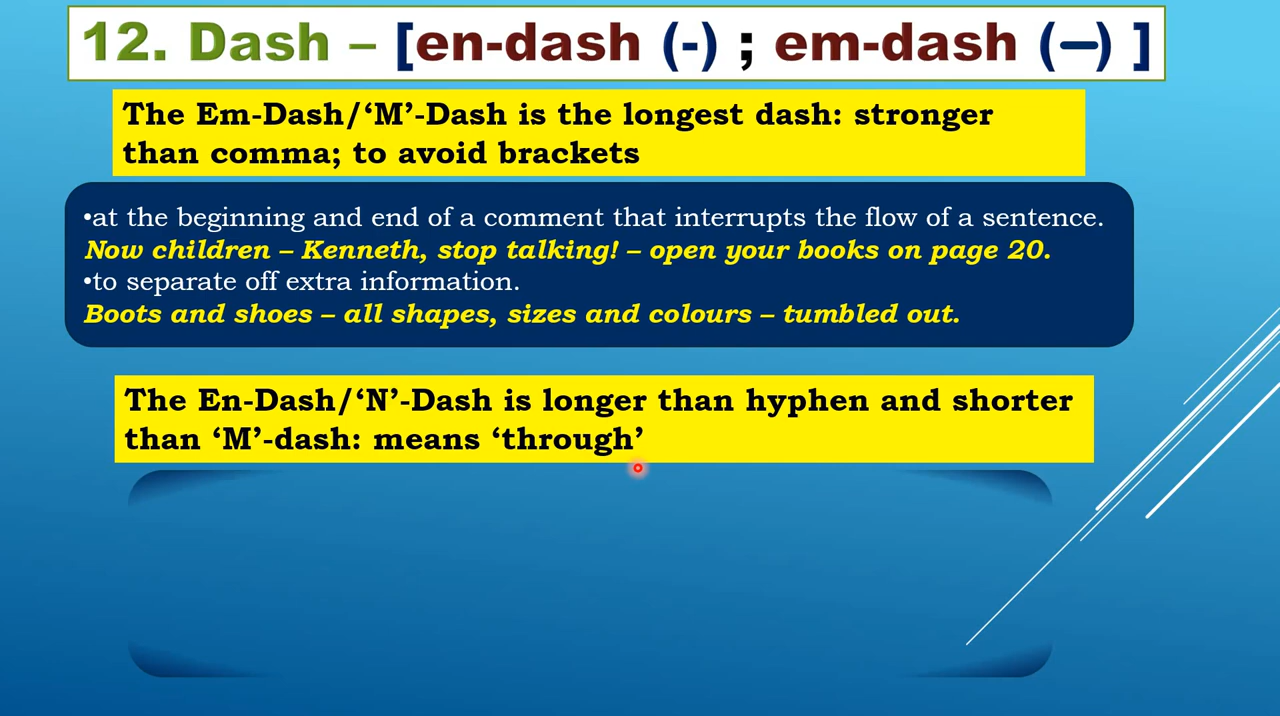 12. Dash – [en-dash (-) ; em-dash (—) ]
The Em-Dash/‘M’-Dash is the longest dash: stronger
than comma; to avoid brackets
•at the beginning and end of a comment that interrupts the flow of a sentence.
Now children – Kenneth, stop talking! – open your books on page 20.
•to separate off extra information.
Boots and shoes – all shapes, sizes and colours – tumbled out.
The En-Dash/‘N’-Dash is longer than hyphen and shorter
than ‘M’-dash: means ‘through’